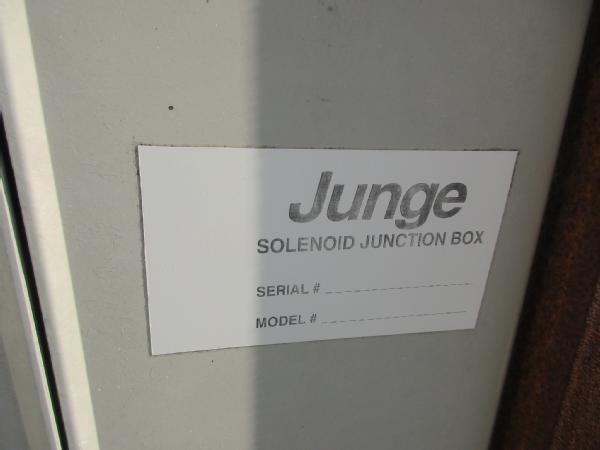 Junge
SOLENOID JUNCTION BOX
SERIAL #
MODEL #